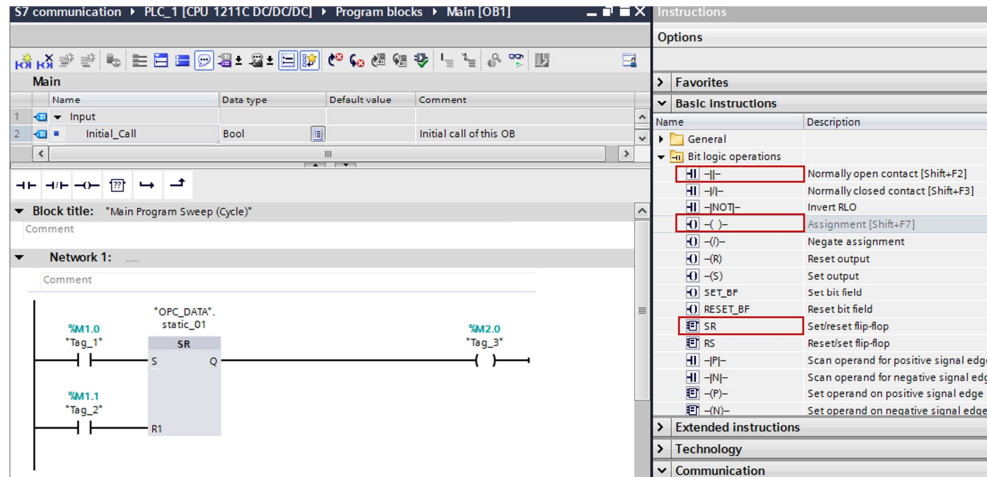 S7 communication ▸ PLC_1 [CPU 1211C DC/DC/DC] ▸ Program blocks ▸ Main [OB1]
Main
Name Data type Default value Comment
1 Input
2 Initial_Call Bool Initial call of this OB
Block title: "Main Program Sweep (Cycle)"
Comment
Network 1: .....
Comment
"OPC_DATA".
static_01
%M1.0
"Tag_1"
SR
S Q
%M2.0
"Tag_3"
%M1.1
"Tag_2"
R1
Instructions
Options
Favorites
Basic instructions
Name Description
General
Bit logic operations
-||- Normally open contact [Shift+F2]
-|/|- Normally closed contact [Shift+F3]
-|NOT|- Invert RLO
-( )- Assignment [Shift+F7]
-(/)- Negate assignment
-(R) Reset output
-(S) Set output
SET_BF Set bit field
RESET_BF Reset bit field
SR Set/reset flip-flop
RS Reset/set flip-flop
-|P|- Scan operand for positive signal edg
-|N|- Scan operand for negative signal edg
-(P)- Set operand on positive signal edge
-(N)- Set operand on negative signal edge
Extended instructions
Technology
Communication